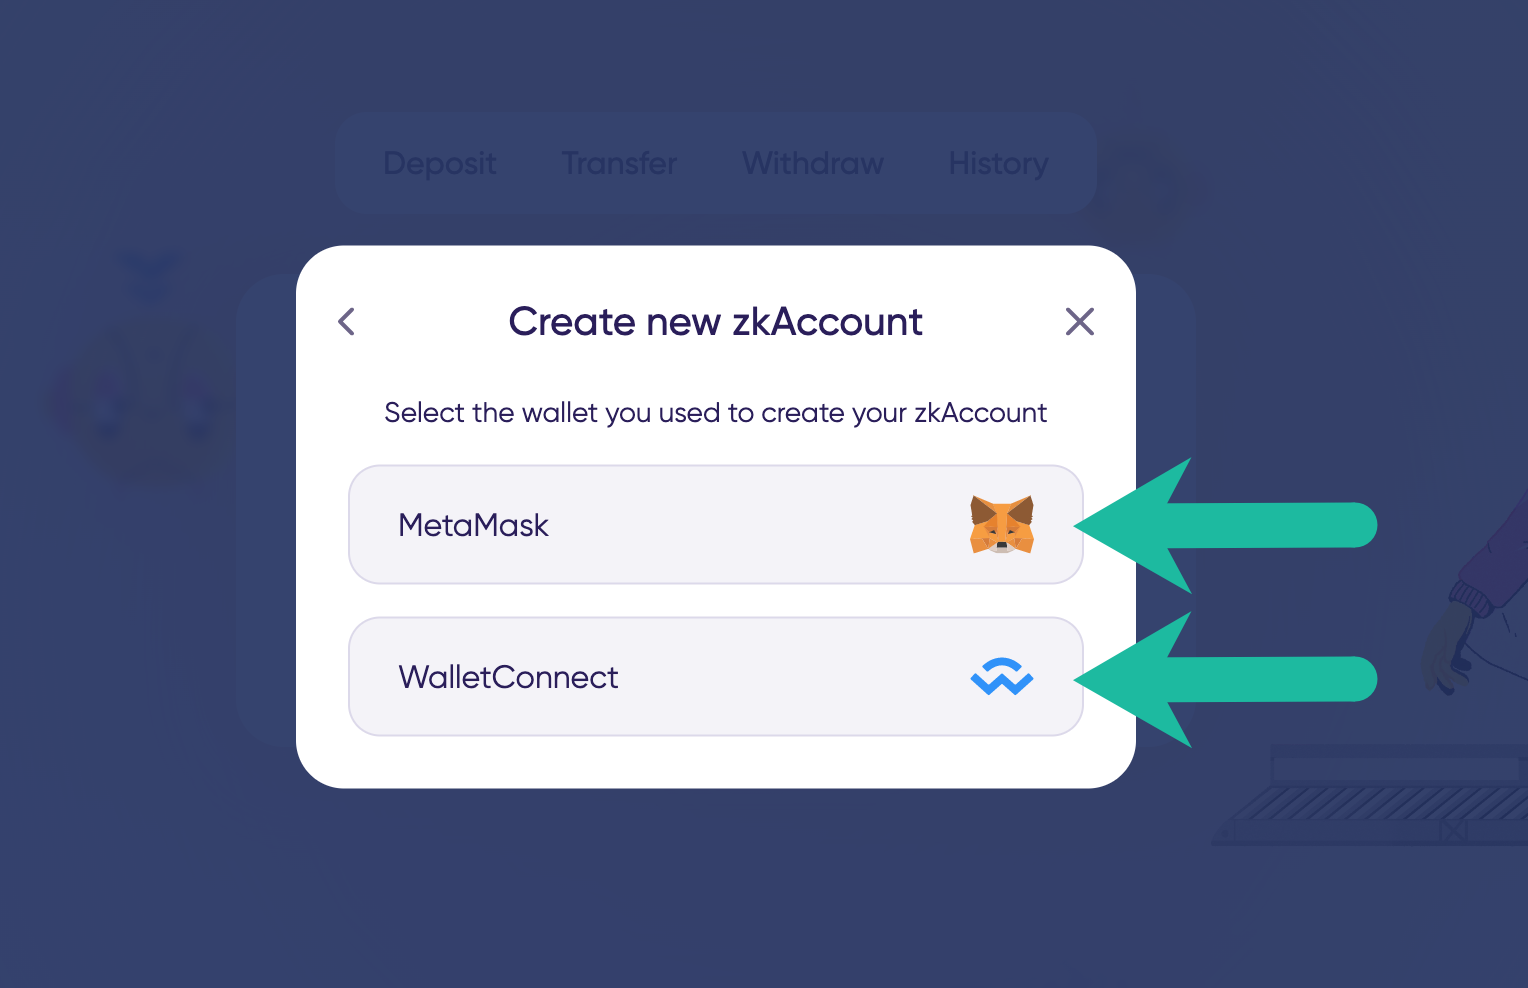 Deposit Transfer Withdraw History
Create new zkAccount
Select the wallet you used to create your zkAccount
MetaMask
WalletConnect